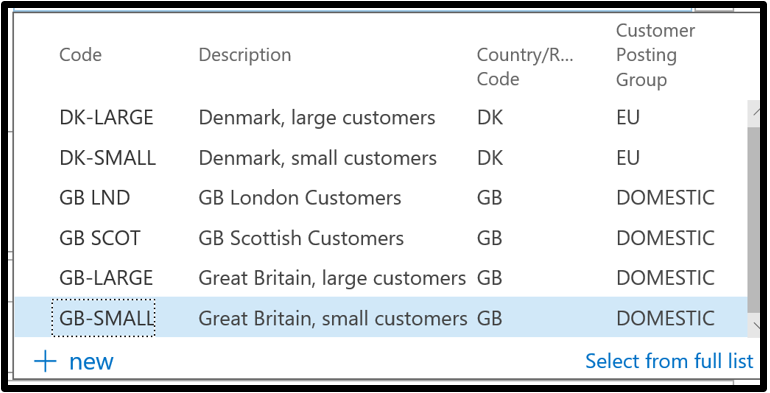 Code Description Country/R... Code Customer Posting Group
DK-LARGE Denmark, large customers DK EU
DK-SMALL Denmark, small customers DK EU
GB LND GB London Customers GB DOMESTIC
GB SCOT GB Scottish Customers GB DOMESTIC
GB-LARGE Great Britain, large customers GB DOMESTIC
GB-SMALL Great Britain, small customers GB DOMESTIC
+ new Select from full list